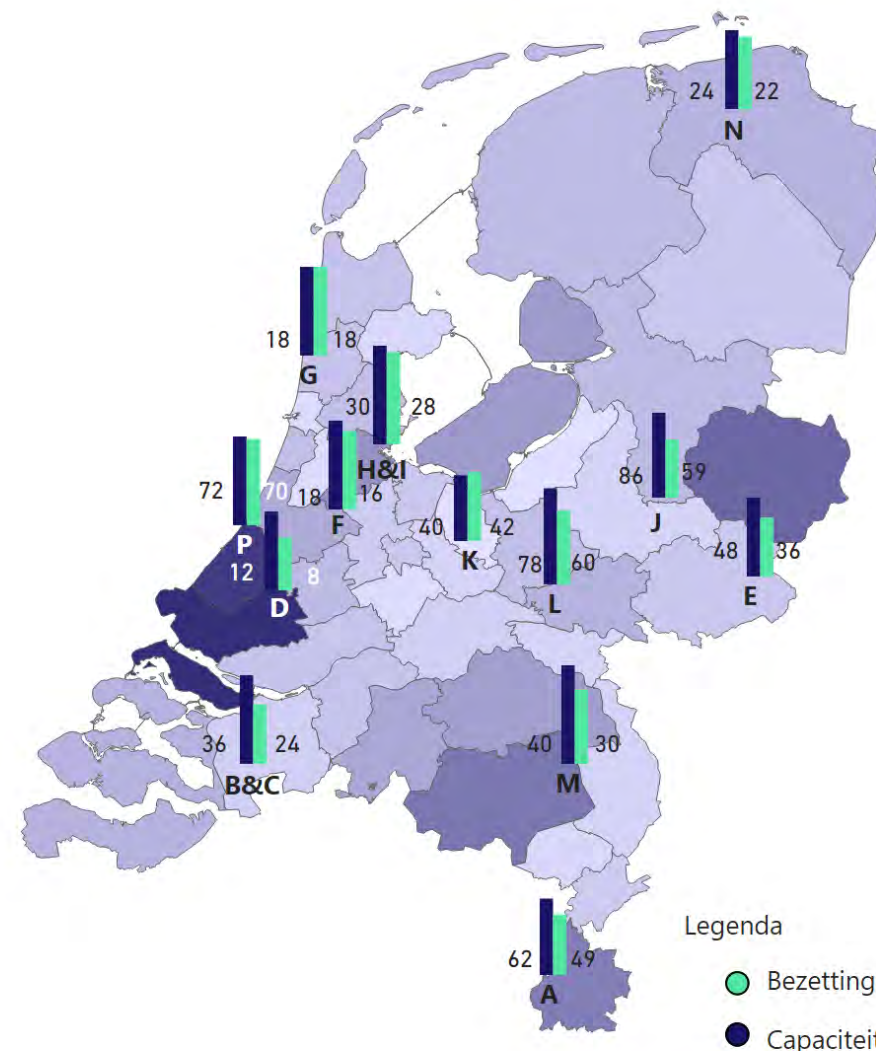 24 22
N
18 18
G
30 28
H&I
72 70
P
18 16
F
40 42
K
86 59
J
78 60
L
48 36
E
12 8
D
36 24
B&C
40 30
M
62 49
A
Legenda
Bezetting
Capaciteit